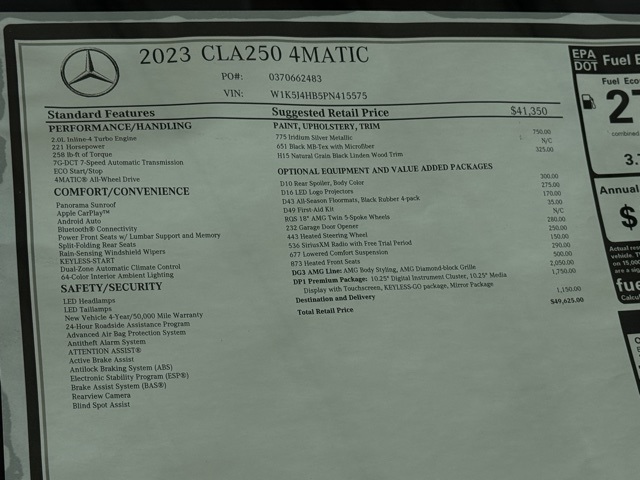 2023 CLA250 4MATIC
PO#: 0370662483
VIN: W1K5J4HB5PN415575
Standard Features
PERFORMANCE/HANDLING
2.0L Inline-4 Turbo Engine
221 Horsepower
258 lb-ft of Torque
7G-DCT 7-Speed Automatic Transmission
ECO Start/Stop
4MATIC® All-Wheel Drive
COMFORT/CONVENIENCE
Panorama Sunroof
Apple CarPlay™
Android Auto
Bluetooth® Connectivity
Power Front Seats w/ Lumbar Support and Memory
Split-Folding Rear Seats
Rain-Sensing Windshield Wipers
KEYLESS-START
Dual-Zone Automatic Climate Control
64-Color Interior Ambient Lighting
SAFETY/SECURITY
LED Headlamps
LED Taillamps
New Vehicle 4-Year/50,000 Mile Warranty
24-Hour Roadside Assistance Program
Advanced Air Bag Protection System
Antitheft Alarm System
ATTENTION ASSIST®
Active Brake Assist
Antilock Braking System (ABS)
Electronic Stability Program (ESP®)
Brake Assist System (BAS®)
Rearview Camera
Blind Spot Assist
Suggested Retail Price $41,350
PAINT, UPHOLSTERY, TRIM
775 Iridium Silver Metallic 750.00
651 Black MB-Tex with Microfiber N/C
H15 Natural Grain Black Linden Wood Trim 325.00
OPTIONAL EQUIPMENT AND VALUE ADDED PACKAGES
D10 Rear Spoiler, Body Color 300.00
D16 LED Logo Projectors 275.00
D43 All-Season Floormats, Black Rubber 4-pack 170.00
D49 First-Aid Kit 35.00
RQS 18" AMG Twin 5-Spoke Wheels N/C
232 Garage Door Opener 280.00
443 Heated Steering Wheel 250.00
536 SiriusXM Radio with Free Trial Period 150.00
677 Lowered Comfort Suspension 290.00
873 Heated Front Seats 500.00
DG3 AMG Line: AMG Body Styling, AMG Diamond-block Grille 2,050.00
DP1 Premium Package: 10.25" Digital Instrument Cluster, 10.25" Media 1,750.00
Display with Touchscreen, KEYLESS-GO package, Mirror Package
Destination and Delivery 1,150.00
Total Retail Price $49,625.00
EPA
DOT
Fuel
Fuel
27
combined
3.
Annual
$
Actual
vehicle.
on 15,000
are a